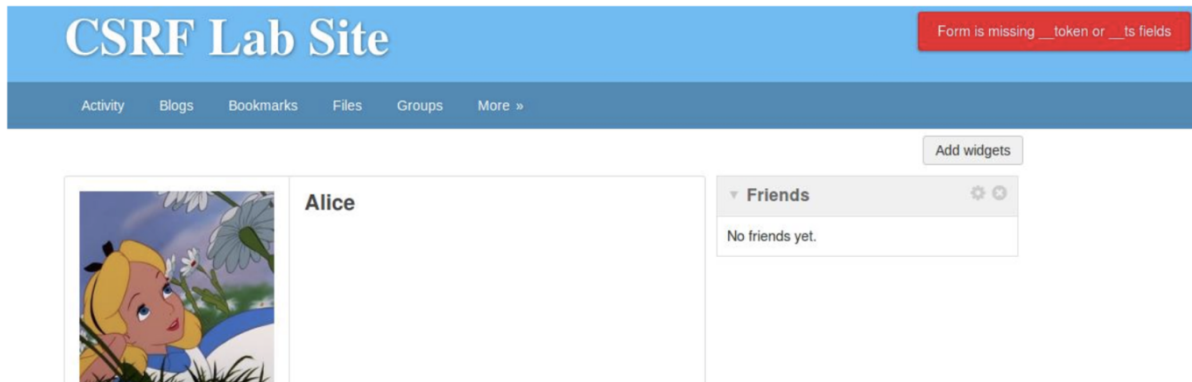 CSRF Lab Site
Form is missing __token or __ts fields
Activity Blogs Bookmarks Files Groups More »
Add widgets
Alice
Friends
No friends yet.